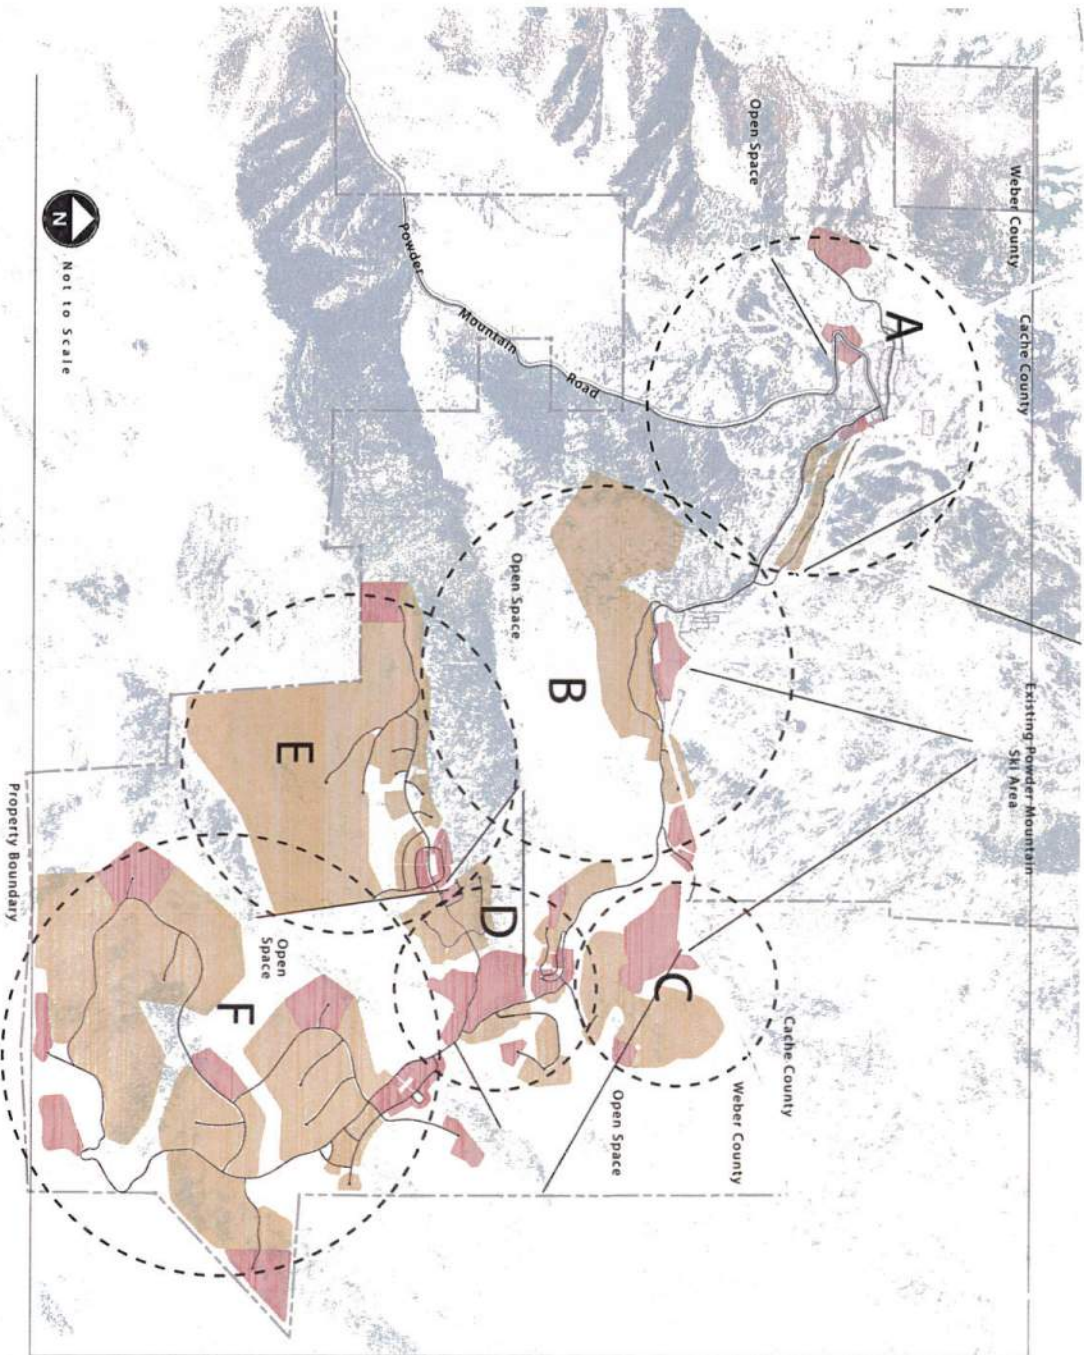 Weber County
Cache County
Open Space
A
Powder
Mountain
Road
Existing Powder Mountain
Ski Area
B
Open Space
C
Cache County
Weber County
Open Space
D
E
Open
Space
F
Property Boundary
N
Not to Scale